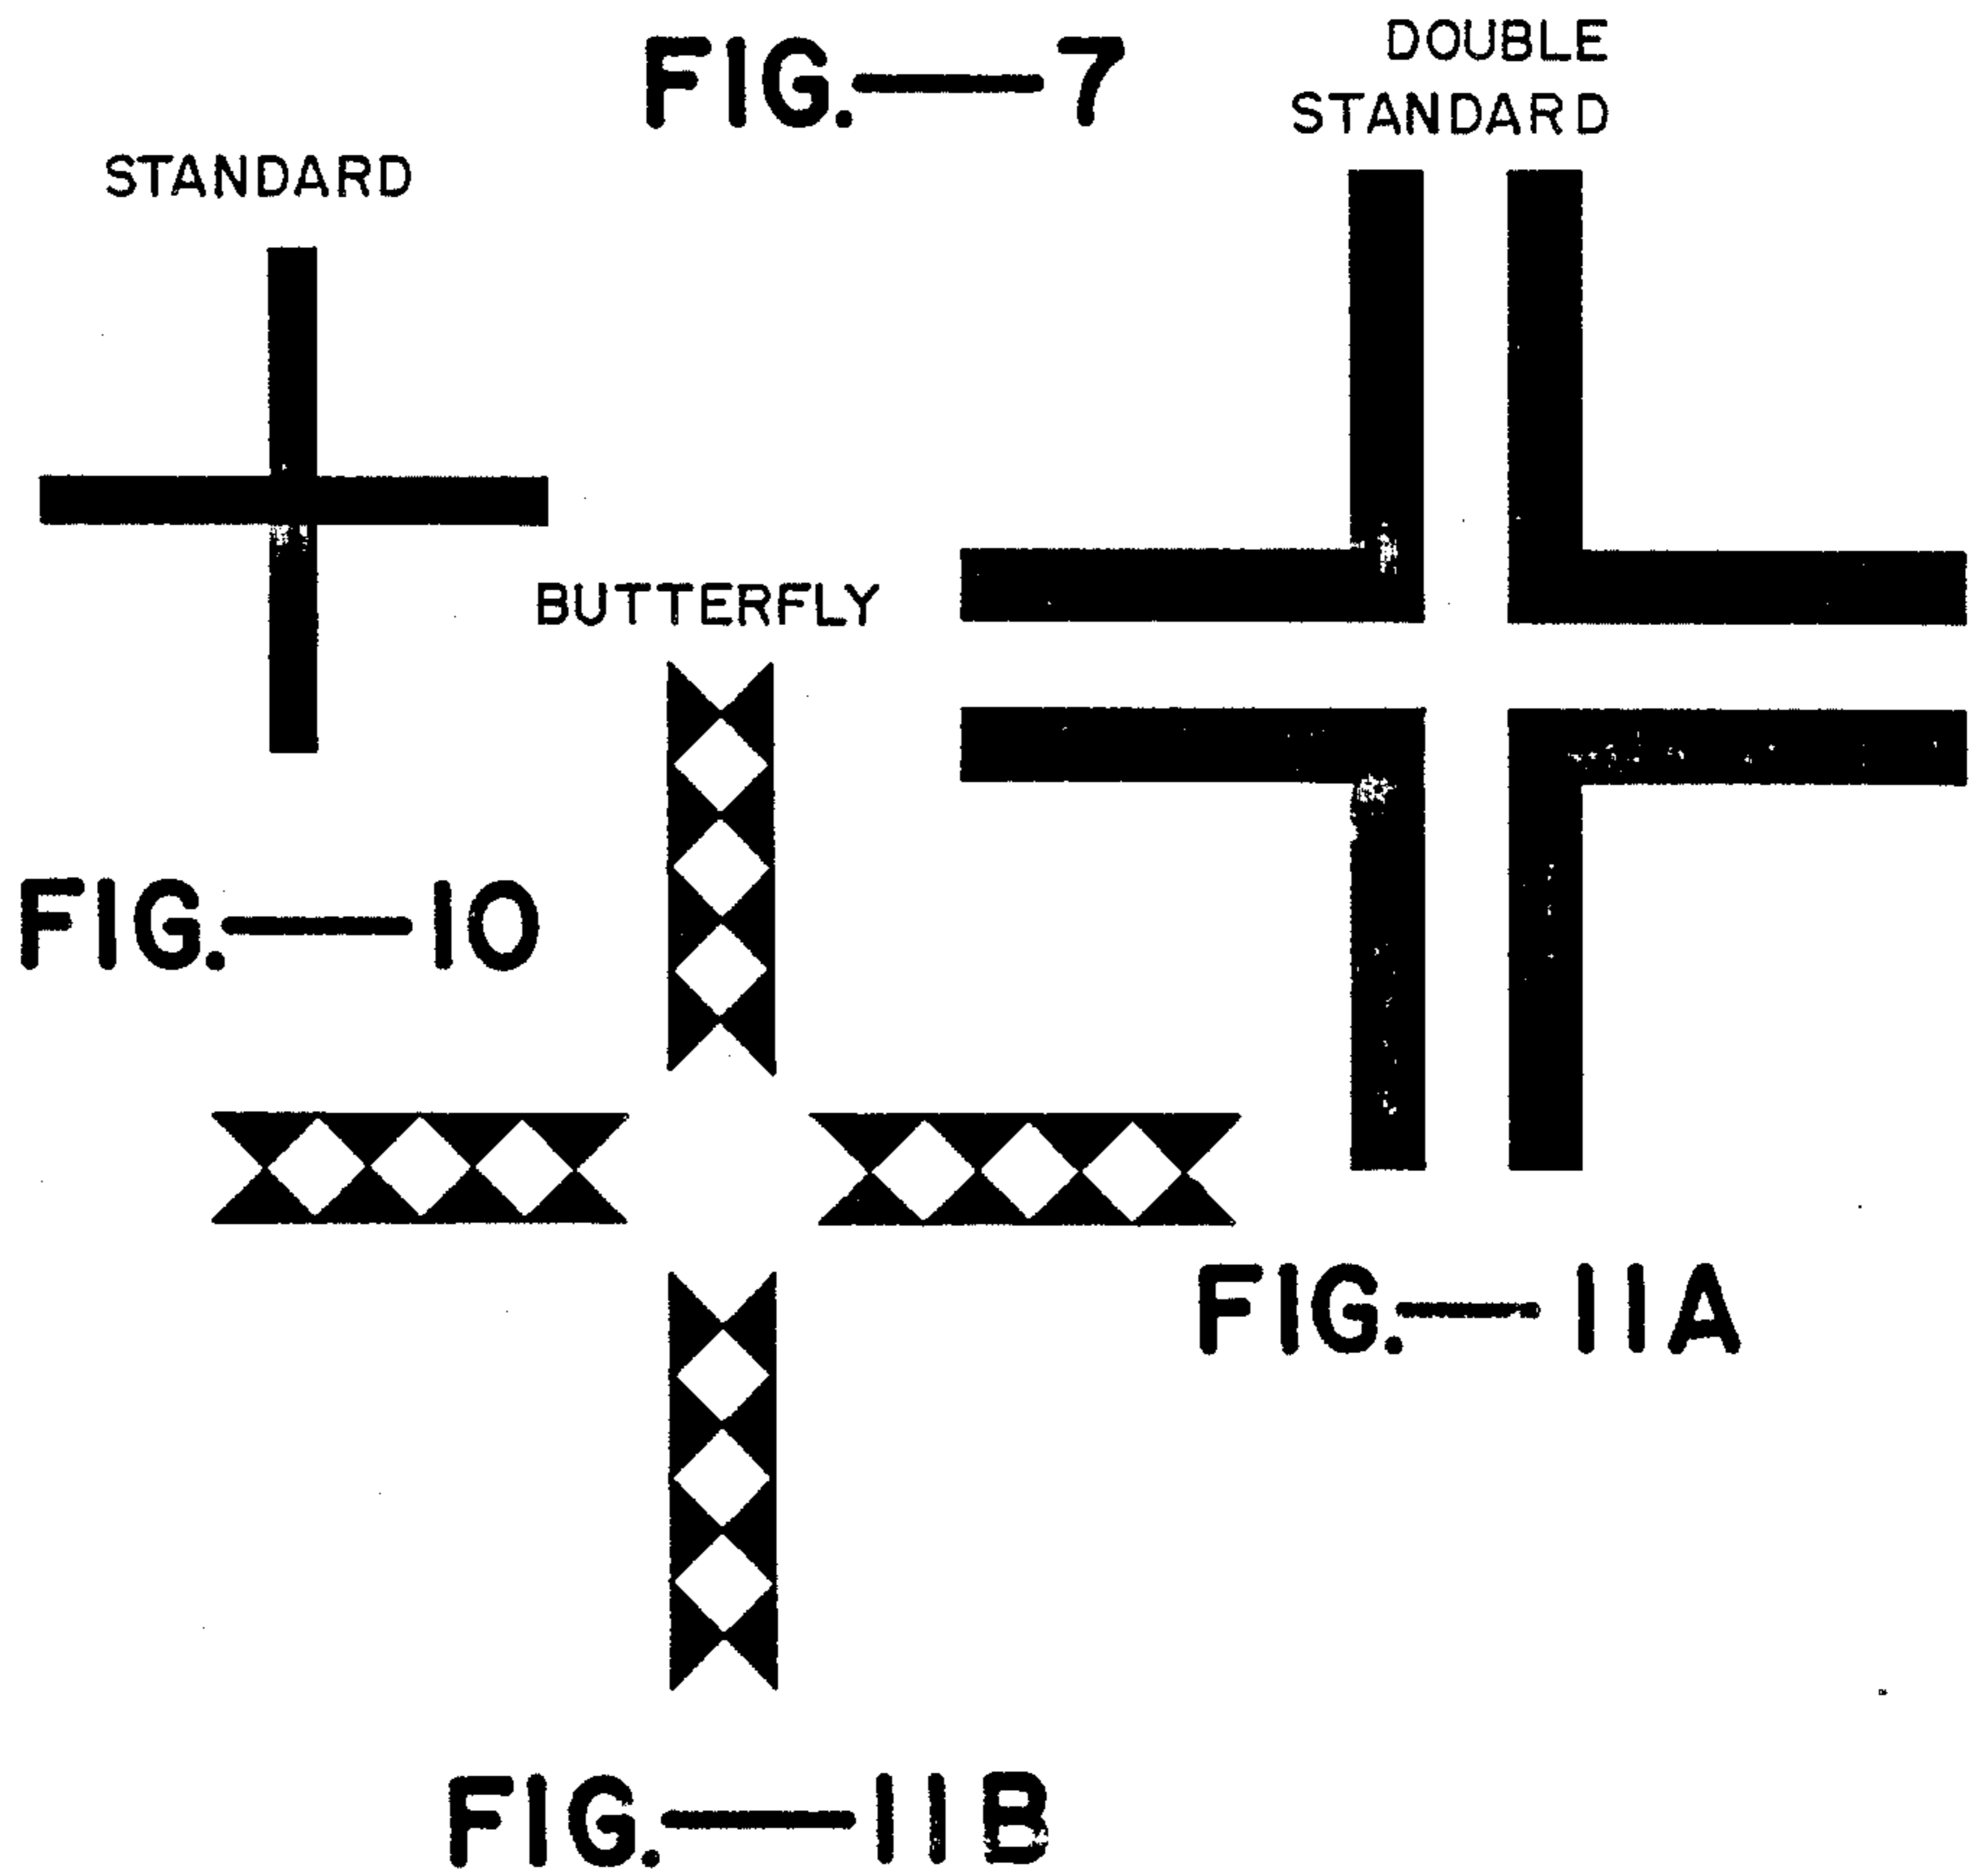 FIG.—7
DOUBLE
STANDARD
STANDARD
BUTTERFLY
FIG.—10
FIG.—11A
FIG.—11B